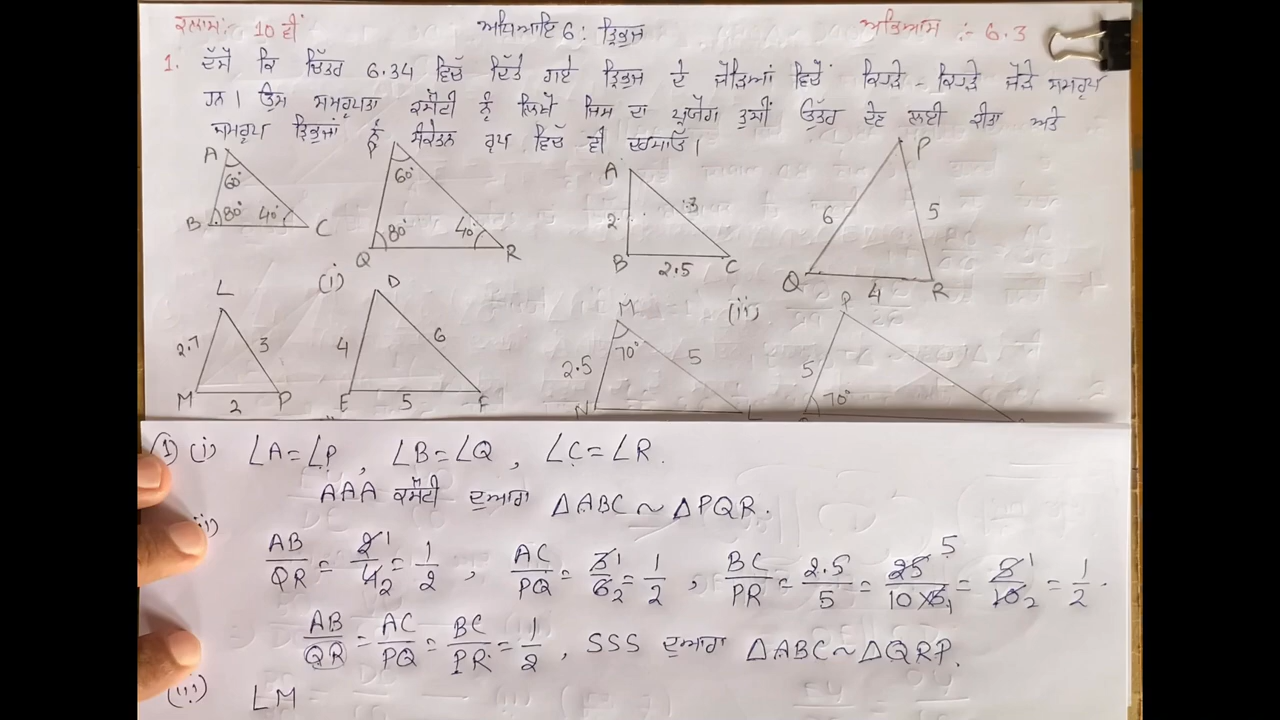 ਕਲਾਸ: 10 ਵੀਂ ਅਧਿਆਇ 6: ਤ੍ਰਿਭੁਜ ਅਭਿਆਸ :- 6.3
1. ਦੱਸੋ ਕਿ ਚਿੱਤਰ 6.34 ਵਿੱਚ ਦਿੱਤੇ ਗਏ ਤ੍ਰਿਭੁਜ ਦੇ ਜੋੜਿਆਂ ਵਿਚੋਂ ਕਿਹੜੇ - ਕਿਹੜੇ ਜੋੜੇ ਸਮਰੂਪ
ਹਨ। ਉਸ ਸਮਰੂਪਤਾ ਕਸੌਟੀ ਨੂੰ ਲਿਖੋ ਜਿਸ ਦਾ ਪ੍ਰਯੋਗ ਤੁਸੀਂ ਉੱਤਰ ਦੇਣ ਲਈ ਕੀਤਾ ਅਤੇ
ਸਮਰੂਪ ਤ੍ਰਿਭੁਜਾਂ ਨੂੰ ਸੰਕੇਤਕ ਰੂਪ ਵਿਚੱ ਵੀ ਦਰਸਾਓ।
A 60° B 80° 40° C
P 60° Q 80° 40° R
(i)
A 2 3 B 2.5 C
P 6 5 Q 4 R
(ii)
L 2.7 3 M 2 P
D 4 6 E 5 F
M 2.5 70° 5 N L
P 5 70°
(1) (i) ∠A=∠P , ∠B=∠Q , ∠C=∠R.
AAA ਕਸੌਟੀ ਦੁਆਰਾ △ABC ~ △PQR.
(ii) AB/QR = 2/4 = 1/2 , AC/PQ = 3/6 = 1/2 , BC/PR = 2.5/5 = 25/10×5 = 5/10 = 1/2.
AB/QR = AC/PQ = BC/PR = 1/2 , SSS ਦੁਆਰਾ △ABC ~ △QRP.
(iii) ∠M